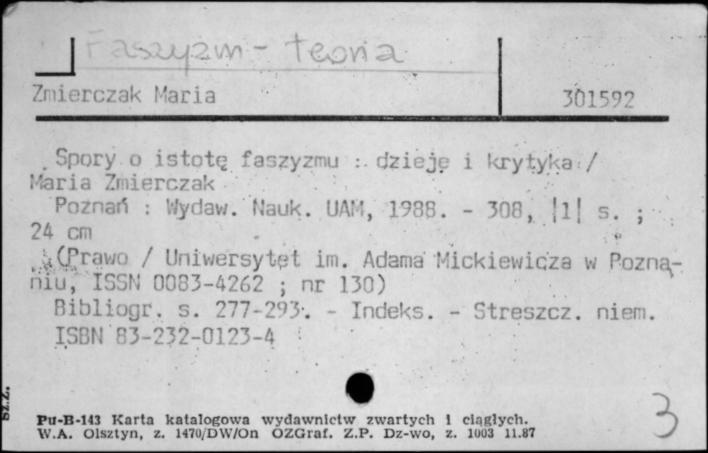 Faszyzm - teoria
Zmierczak Maria 301592
Spory o istotę faszyzmu : dzieje i krytyka /
Maria Zmierczak
Poznań : Wydaw. Nauk. UAM, 1988. - 308, |1| s. ;
24 cm
(Prawo / Uniwersytet im. Adama Mickiewicza w Pozna-
niu, ISSN 0083-4262 ; nr 130)
Bibliogr. s. 277-293. - Indeks. - Streszcz. niem.
ISBN 83-232-0123-4
Sz.Z.
Pu-B-143 Karta katalogowa wydawnictw zwartych i ciągłych.
W.A. Olsztyn, z. 1470/DW/On OZGraf. Z.P. Dz-wo, z. 1003 11.87
3